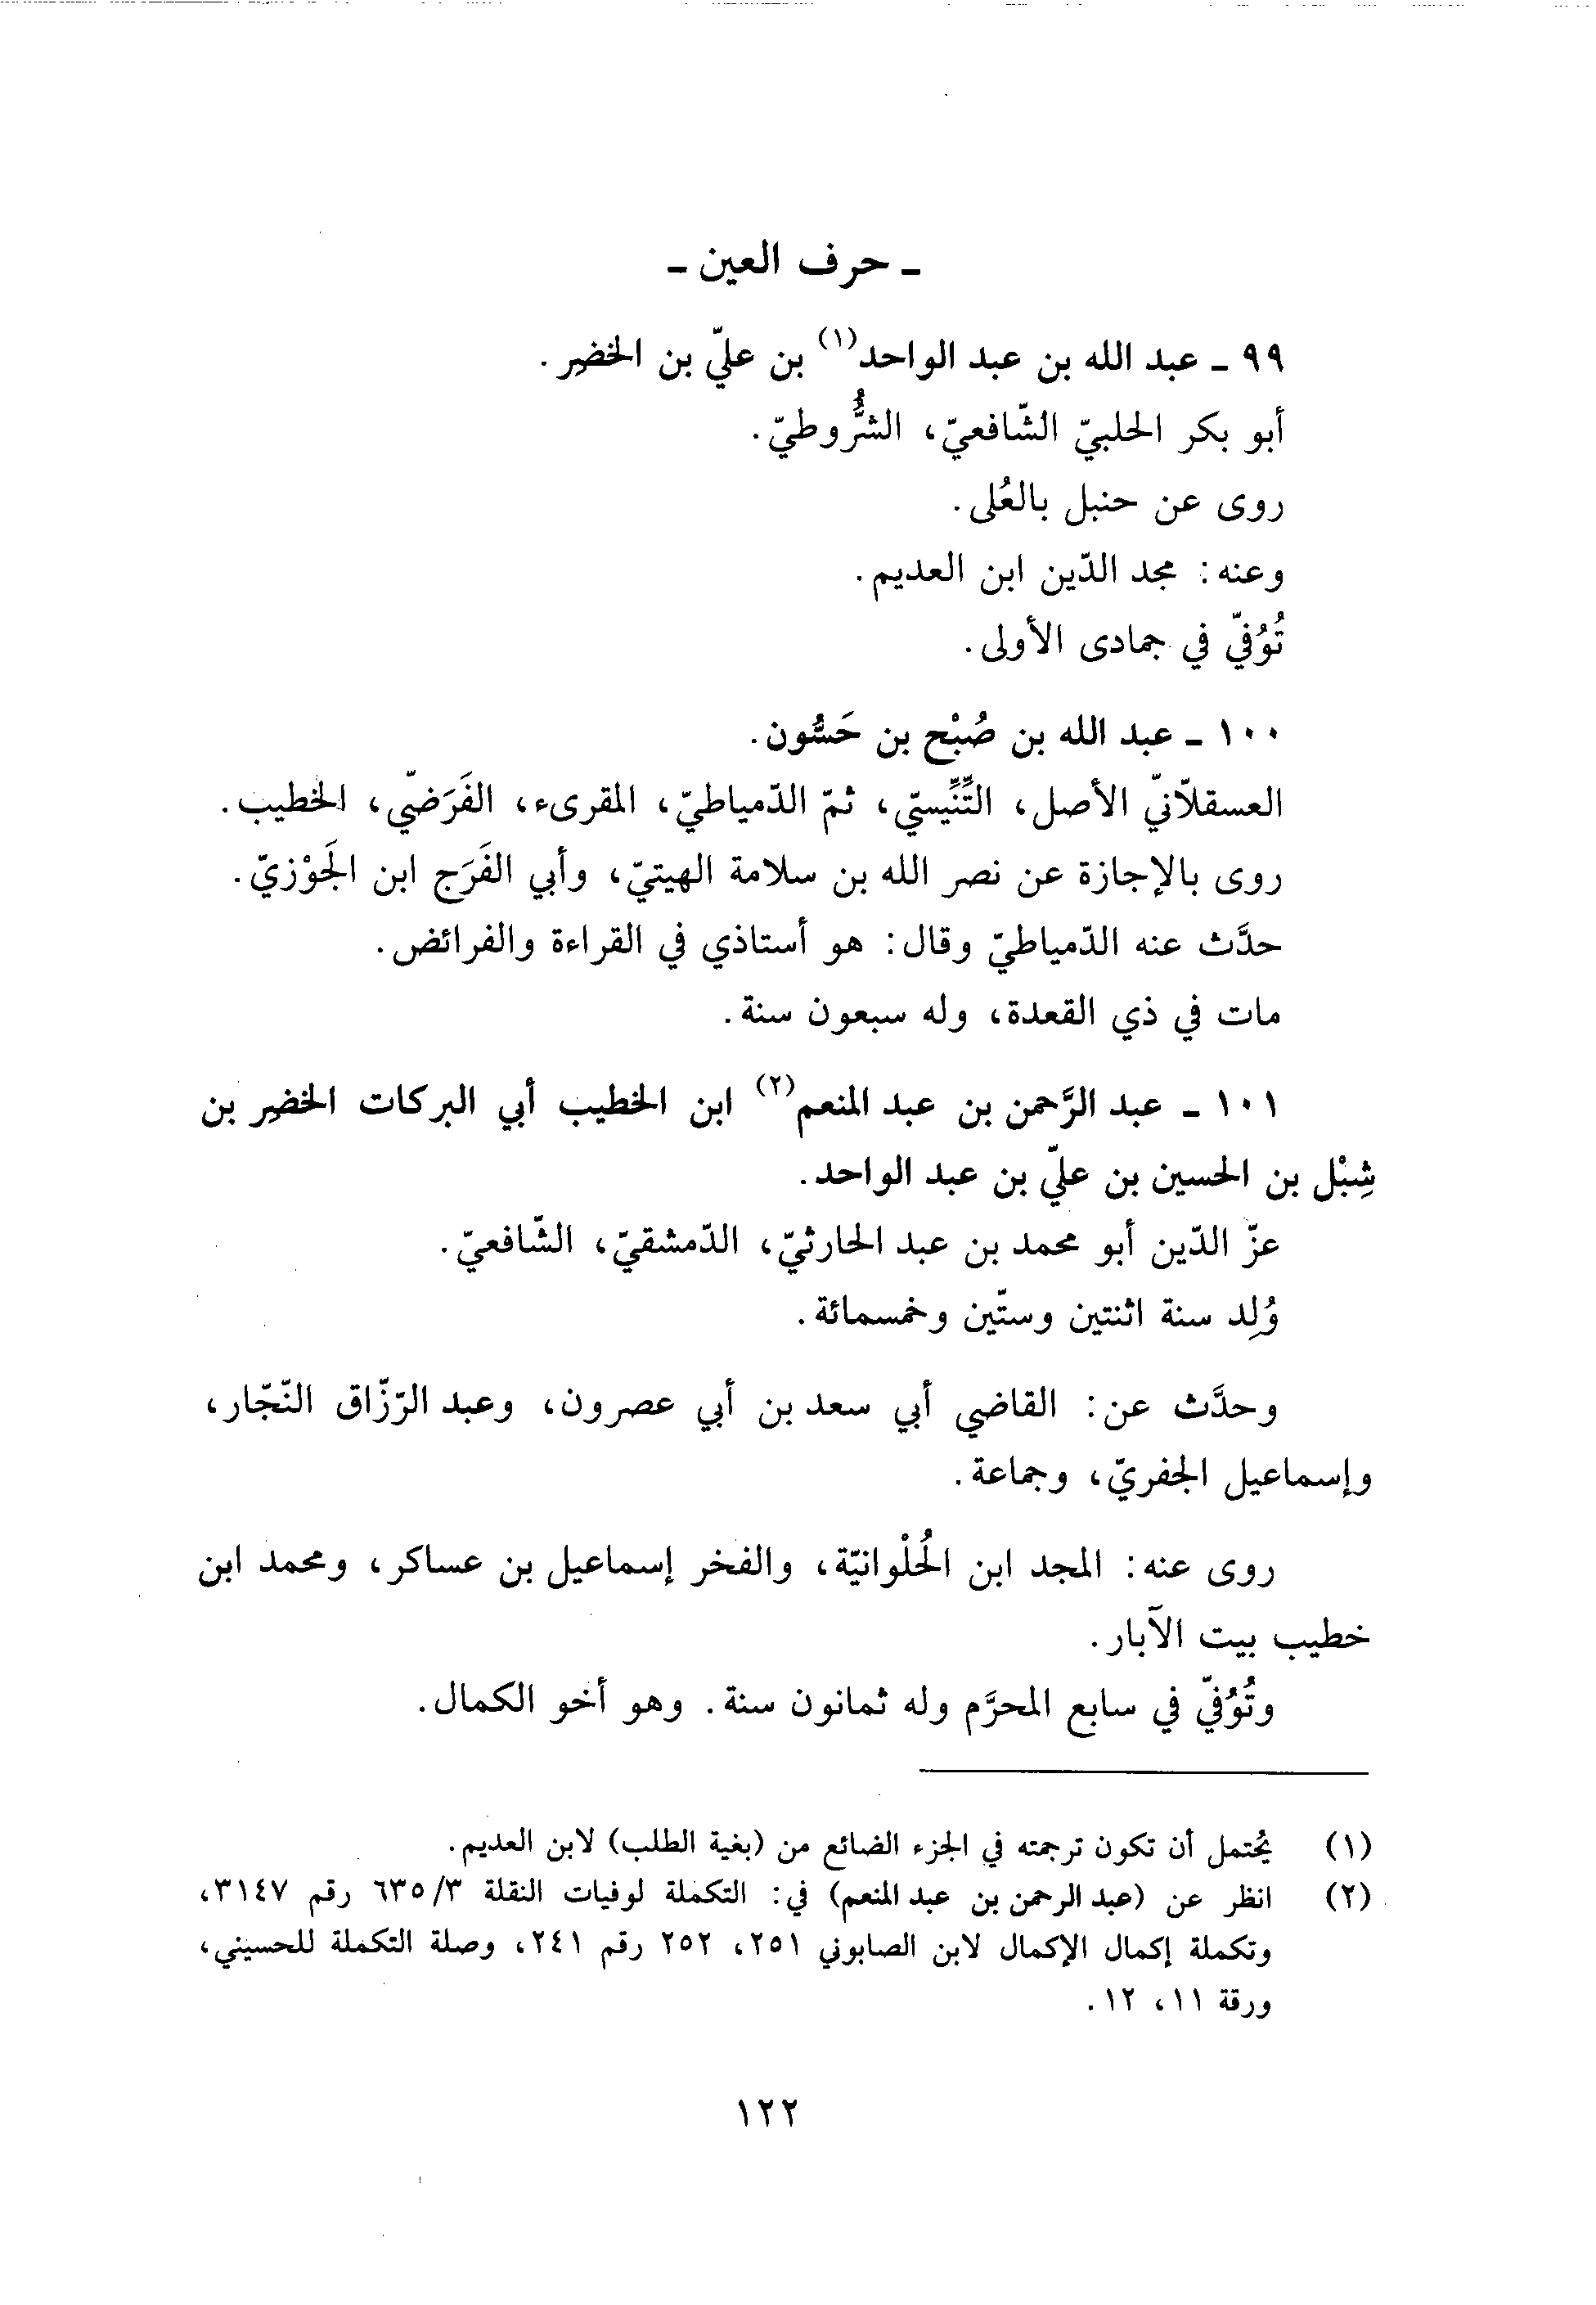 ـ حرف العين ـ
٩٩ ـ عبد الله بن عبد الواحد(١) بن عليّ بن الخضِر.
أبو بكر الحلبيّ الشّافعيّ، الشُّروطيّ.
روى عن حنبل بالعُلى.
وعنه: مجد الدّين ابن العديم.
تُوُفيّ في جمادى الأولى.
١٠٠ ـ عبد الله بن صُبْح بن حَسُّون.
العسقلاّنيّ الأصل، التِّنِّيسيّ، ثمّ الدّمياطيّ، المقرىء، الفَرَضيّ، الخطيب.
روى بالإجازة عن نصر الله بن سلامة الهيتيّ، وأبي الفَرَج ابن الجَوْزيّ.
حدَّث عنه الدّمياطيّ وقال: هو أستاذي في القراءة والفرائض.
مات في ذي القعدة، وله سبعون سنة.
١٠١ ـ عبد الرَّحمن بن عبد المنعم(٢) ابن الخطيب أبي البركات الخضِر بن
شِبْل بن الحسين بن عليّ بن عبد الواحد.
عزّ الدّين أبو محمد بن عبد الحارثيّ، الدّمشقيّ، الشّافعيّ.
وُلِد سنة اثنتين وستّين وخمسمائة.
وحدَّث عن: القاضي أبي سعد بن أبي عصرون، وعبد الرّزّاق النّجّار،
وإسماعيل الجفريّ، وجماعة.
روى عنه: المجد ابن الحُلْوانيّة، والفخر إسماعيل بن عساكر، ومحمد ابن
خطيب بيت الآبار.
وتُوُفيّ في سابع المحرَّم وله ثمانون سنة. وهو أخو الكمال.
(١) يُحتمل أن تكون ترجمته في الجزء الضائع من (بغية الطلب) لابن العديم.
(٢) انظر عن (عبد الرحمن بن عبد المنعم) في: التكملة لوفيات النقلة ٦٣٥/٣ رقم ٣١٤٧،
وتكملة إكمال الإكمال لابن الصابوني ٢٥١، ٢٥٢ رقم ٢٤١، وصلة التكملة للحسيني،
ورقة ١١، ١٢.
١٢٢